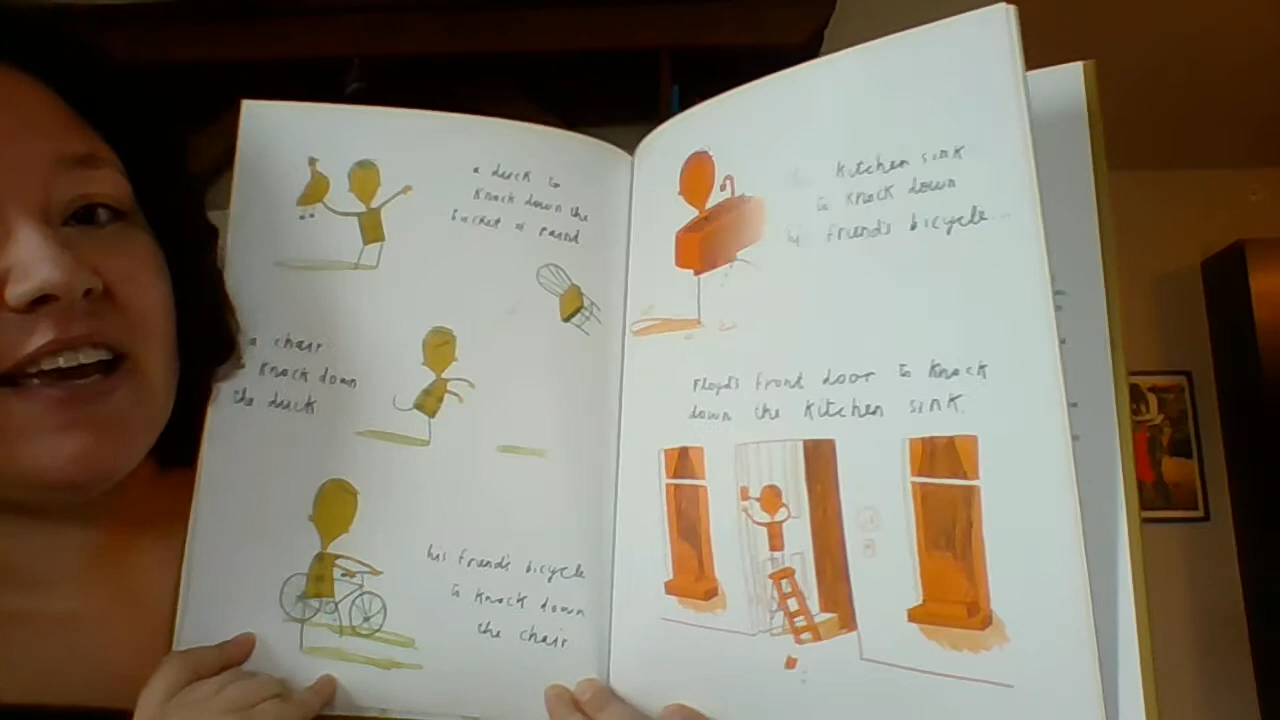 a duck to
knock down the
bucket of paint
a chair
knock down
the duck
his friend's bicycle
to knock down
the chair
kitchen sink
to knock down
friend's bicycle...
Floyd's front door to knock
down the kitchen sink.